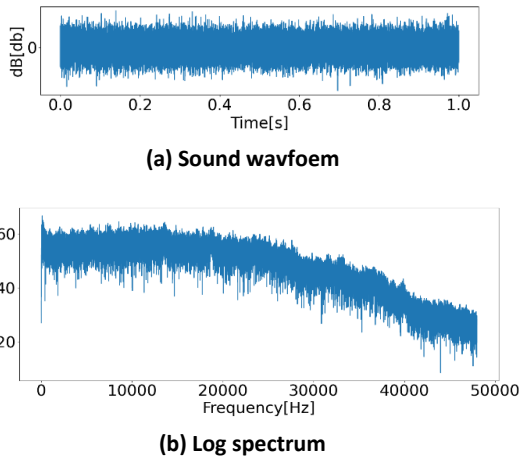 dB[db]
0
0.0 0.2 0.4 0.6 0.8 1.0
Time[s]
(a) Sound wavfoem
60
40
20
0 10000 20000 30000 40000 50000
Frequency[Hz]
(b) Log spectrum